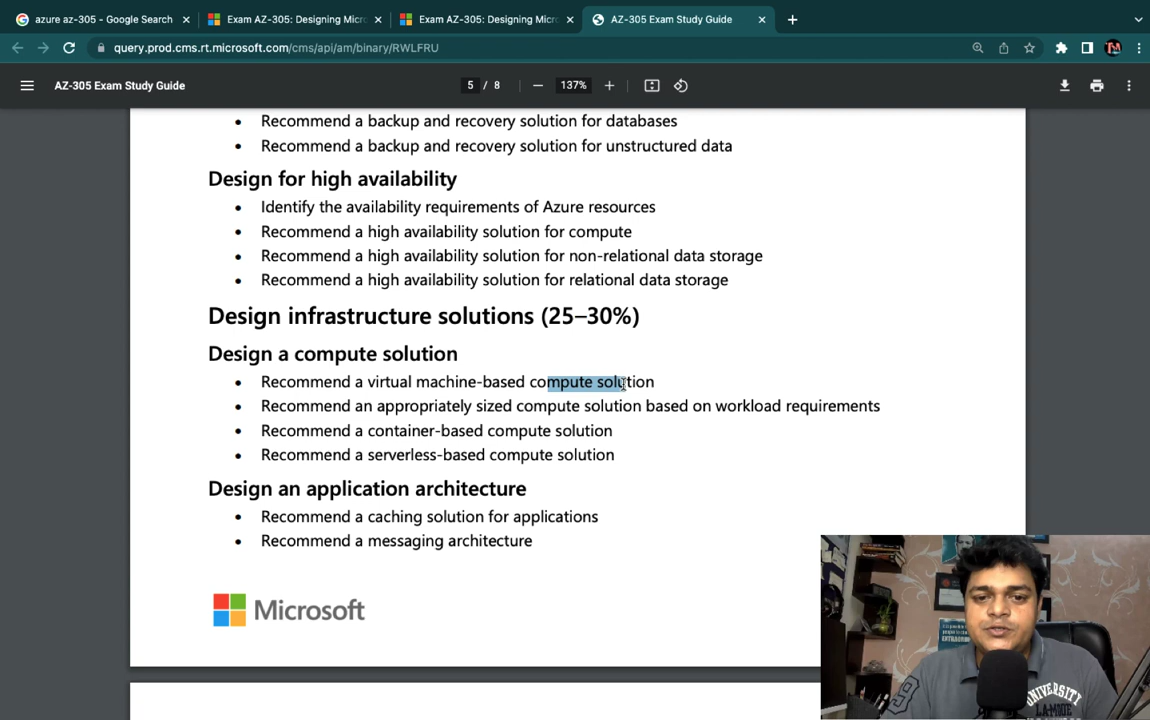 azure az-305 - Google Search
Exam AZ-305: Designing Micro
Exam AZ-305: Designing Micro
AZ-305 Exam Study Guide
query.prod.cms.rt.microsoft.com/cms/api/am/binary/RWLFRU
TM
AZ-305 Exam Study Guide
5 / 8
137%
• Recommend a backup and recovery solution for databases
• Recommend a backup and recovery solution for unstructured data
Design for high availability
• Identify the availability requirements of Azure resources
• Recommend a high availability solution for compute
• Recommend a high availability solution for non-relational data storage
• Recommend a high availability solution for relational data storage
Design infrastructure solutions (25–30%)
Design a compute solution
• Recommend a virtual machine-based compute solution
• Recommend an appropriately sized compute solution based on workload requirements
• Recommend a container-based compute solution
• Recommend a serverless-based compute solution
Design an application architecture
• Recommend a caching solution for applications
• Recommend a messaging architecture
Microsoft
EXTRAORDIN
UNIVERSITY
LA-MODE